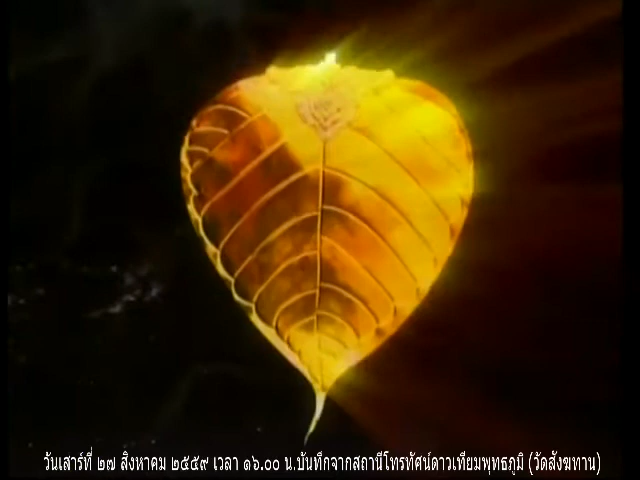 วันเสาร์ที่ ๒๗ สิงหาคม ๒๕๕๙ เวลา ๑๖.๐๐ น.บันทึกจากสถานีโทรทัศน์ดาวเทียมพุทธภูมิ (วัดสังฆทาน)